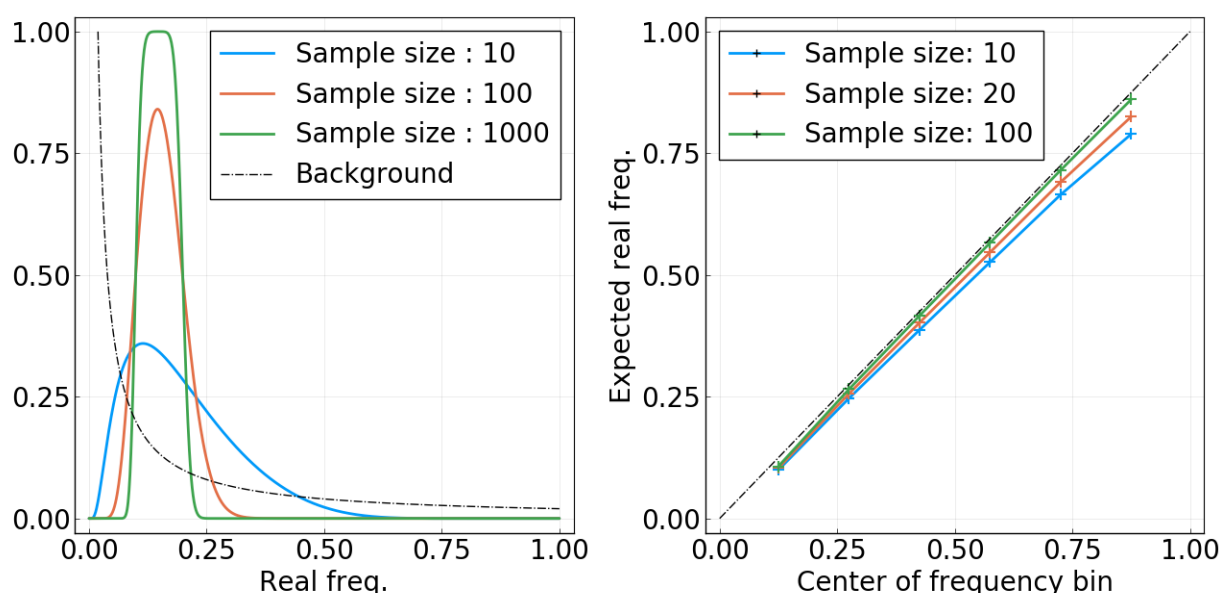 1.00
0.75
0.50
0.25
0.00
0.00 0.25 0.50 0.75 1.00
Real freq.
Sample size : 10
Sample size : 100
Sample size : 1000
Background
Expected real freq.
1.00
0.75
0.50
0.25
0.00
0.00 0.25 0.50 0.75 1.00
Center of frequency bin
Sample size: 10
Sample size: 20
Sample size: 100